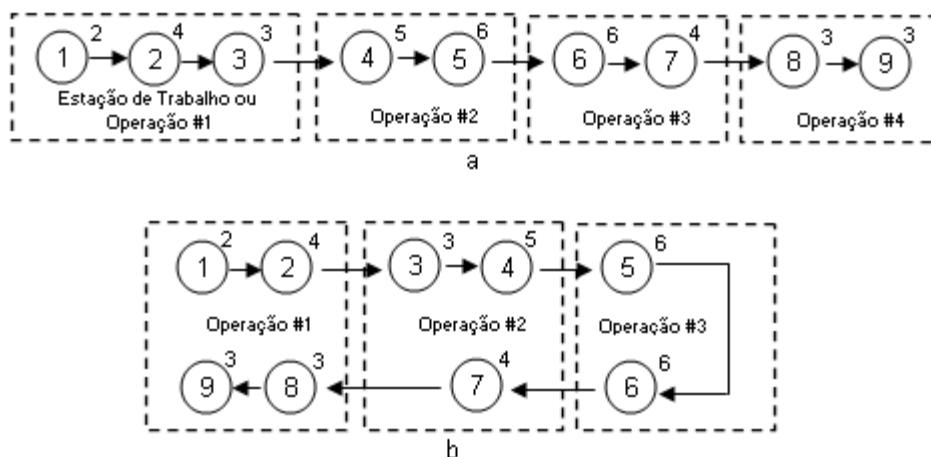 2 4 3 5 6 6 4 3 3
1 2 3 4 5 6 7 8 9
Estação de Trabalho ou
Operação #1
Operação #2
Operação #3
Operação #4
a
2 4 3 5 6
1 2 3 4 5
Operação #1
Operação #2
Operação #3
3 3 4 6
9 8 7 6
b